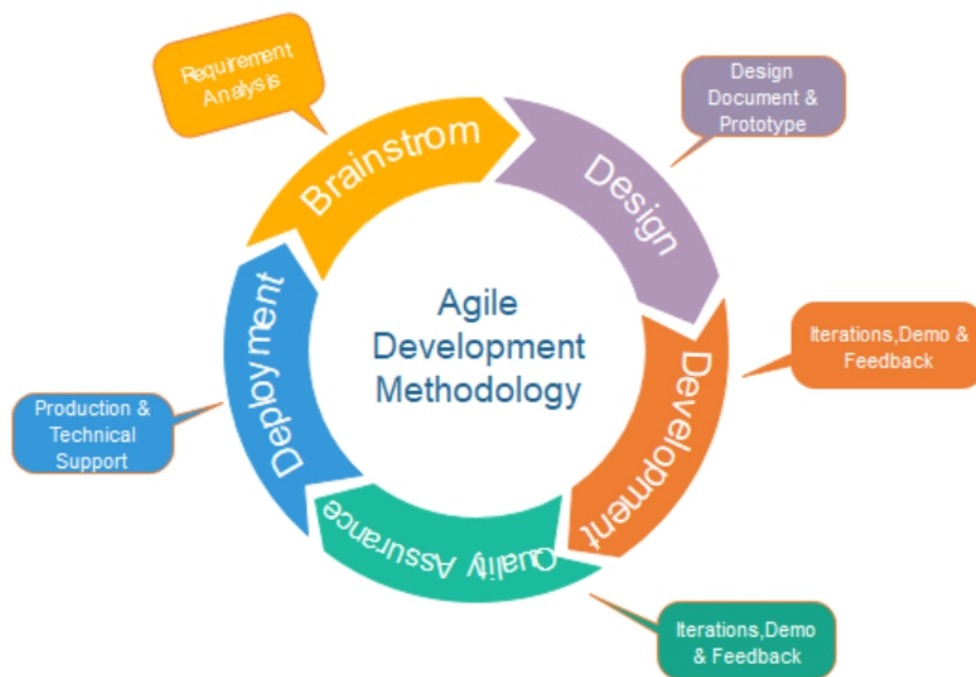 Requirement
Analysis
Brainstrom
Design
Document &
Prototype
Design
Agile
Development
Methodology
Iterations,Demo &
Feedback
Development
Deployment
Production &
Technical
Support
Quality Assurance
Iterations,Demo
& Feedback